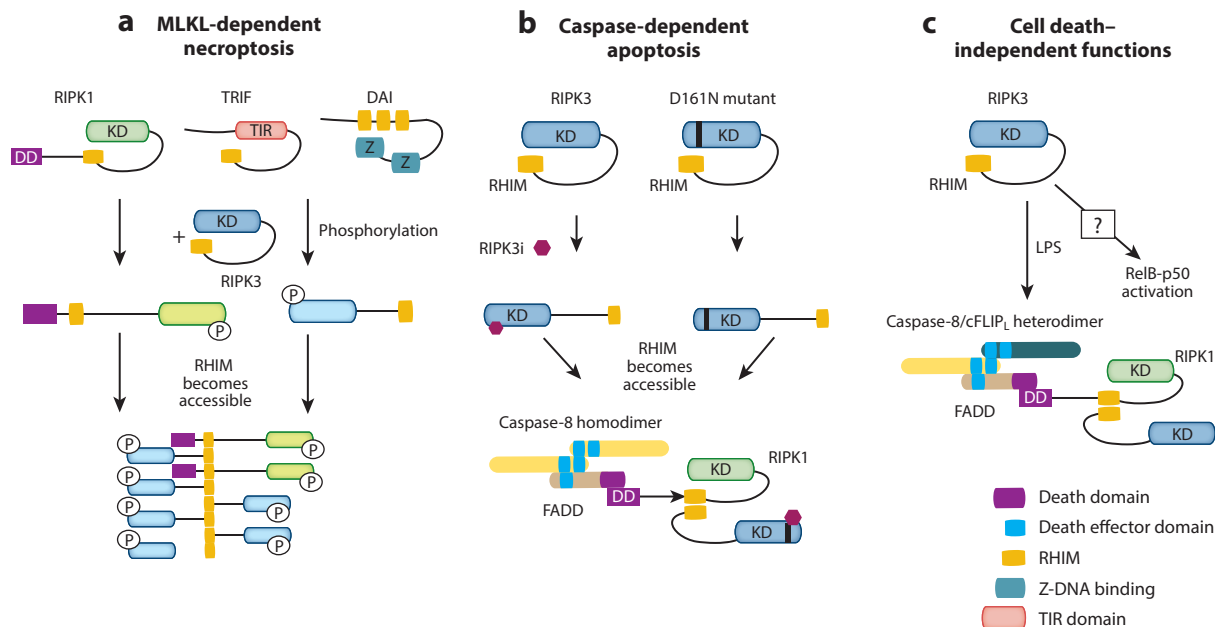 a MLKL-dependent
necroptosis
RIPK1
TRIF
DAI
KD
TIR
DD
Z
Z
+
KD
RIPK3
Phosphorylation
P
P
RHIM
becomes
accessible
P
P
P
P
P
P
P
P
b Caspase-dependent
apoptosis
RIPK3
D161N mutant
KD
KD
RHIM
RHIM
RIPK3i
KD
KD
RHIM
becomes
accessible
Caspase-8 homodimer
RIPK1
KD
DD
FADD
KD
c Cell death–
independent functions
RIPK3
KD
RHIM
?
LPS
RelB-p50
activation
Caspase-8/cFLIPL heterodimer
RIPK1
KD
DD
FADD
KD
Death domain
Death effector domain
RHIM
Z-DNA binding
TIR domain